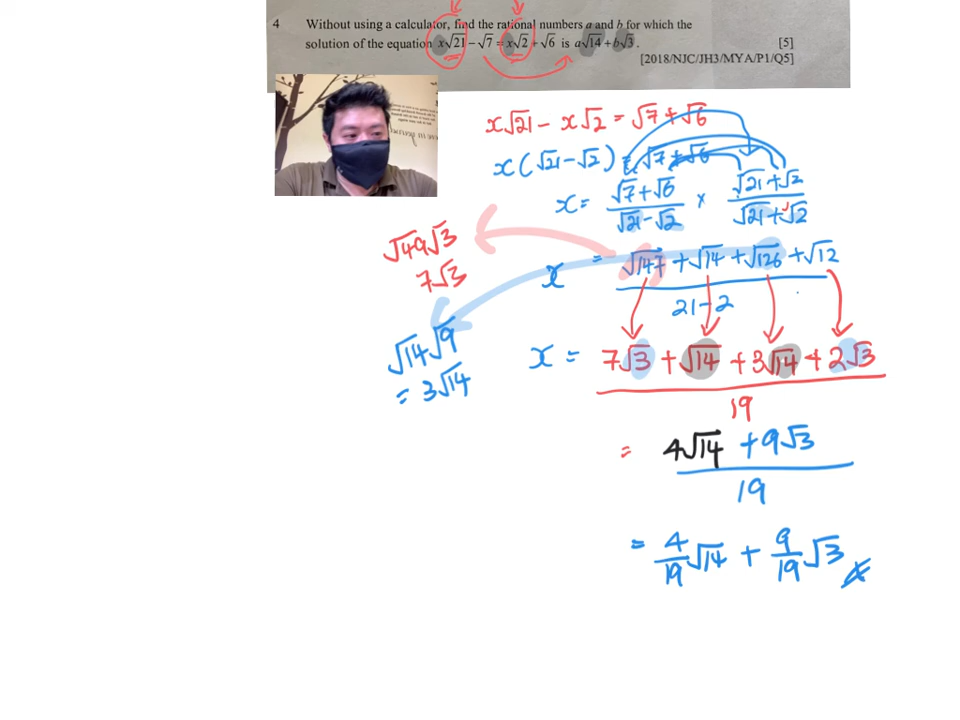 4 Without using a calculator, find the rational numbers a and b for which the
solution of the equation x√21 − √7 = x√2 + √6 is a√14 + b√3. [5]
[2018/NJC/JH3/MYA/P1/Q5]
x√21 − x√2 = √7 + √6
x(√21 − √2) = √7 + √6
x = (√7 + √6)/(√21 − √2) × (√21 + √2)/(√21 + √2)
√49√3
7√3
x = (√147 + √14 + √126 + √12)/(21 − 2)
√14√9
= 3√14
x = (7√3 + √14 + 3√14 + 2√3)/19
= (4√14 + 9√3)/19
= 4/19 √14 + 9/19 √3